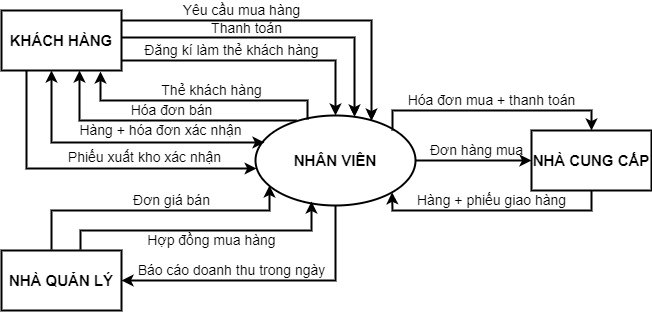 Yêu cầu mua hàng
Thanh toán
KHÁCH HÀNG
Đăng kí làm thẻ khách hàng
Thẻ khách hàng
Hóa đơn bán
Hàng + hóa đơn xác nhận
Phiếu xuất kho xác nhận
NHÂN VIÊN
Hóa đơn mua + thanh toán
Đơn hàng mua
NHÀ CUNG CẤP
Hàng + phiếu giao hàng
Đơn giá bán
Hợp đồng mua hàng
NHÀ QUẢN LÝ
Báo cáo doanh thu trong ngày